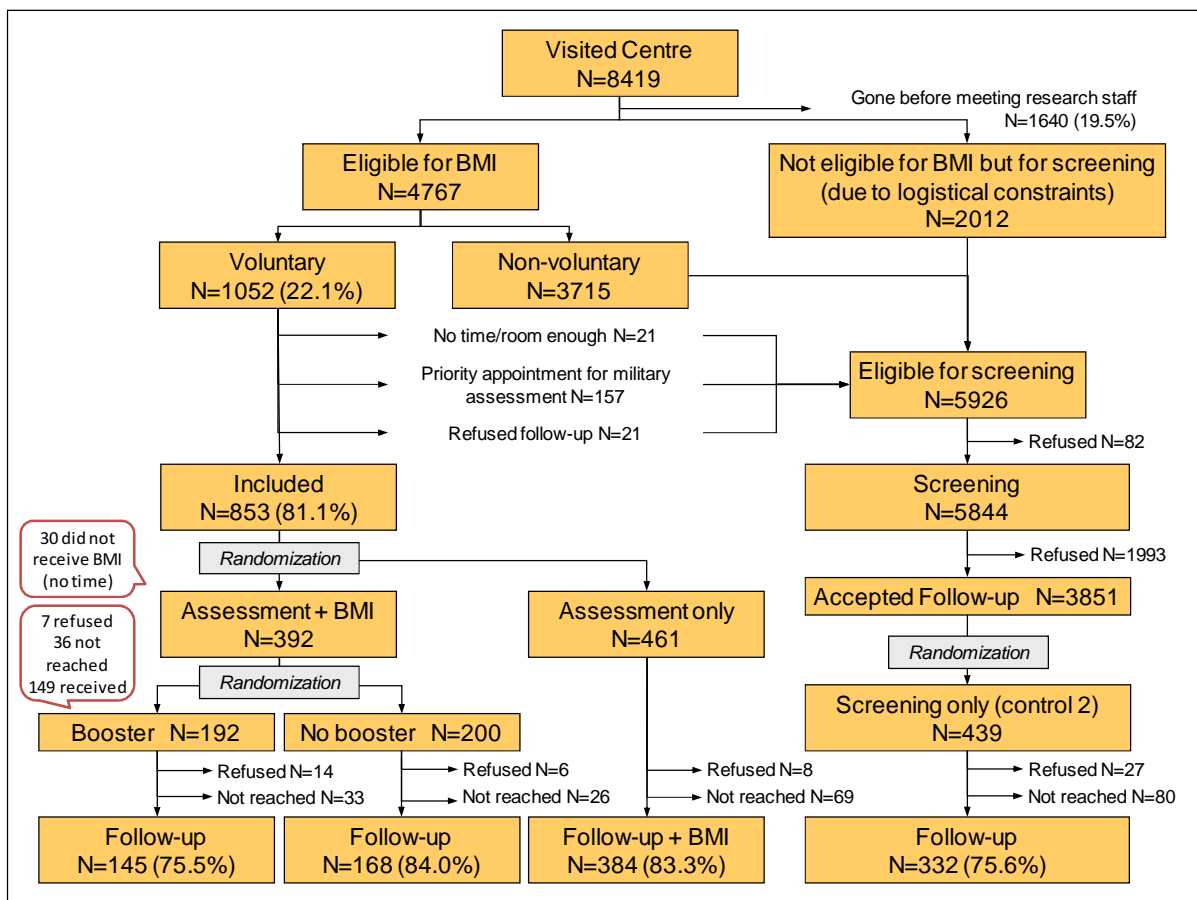 Visited Centre
N=8419
Gone before meeting research staff
N=1640 (19.5%)
Eligible for BMI
N=4767
Not eligible for BMI but for screening
(due to logistical constraints)
N=2012
Voluntary
N=1052 (22.1%)
Non-voluntary
N=3715
No time/room enough N=21
Priority appointment for military
assessment N=157
Refused follow-up N=21
Eligible for screening
N=5926
Refused N=82
Included
N=853 (81.1%)
Screening
N=5844
30 did not
receive BMI
(no time)
Randomization
Refused N=1993
Assessment + BMI
N=392
Assessment only
N=461
Accepted Follow-up N=3851
7 refused
36 not
reached
149 received
Randomization
Randomization
Booster N=192
No booster N=200
Screening only (control 2)
N=439
Refused N=14
Not reached N=33
Refused N=6
Not reached N=26
Refused N=8
Not reached N=69
Refused N=27
Not reached N=80
Follow-up
N=145 (75.5%)
Follow-up
N=168 (84.0%)
Follow-up + BMI
N=384 (83.3%)
Follow-up
N=332 (75.6%)